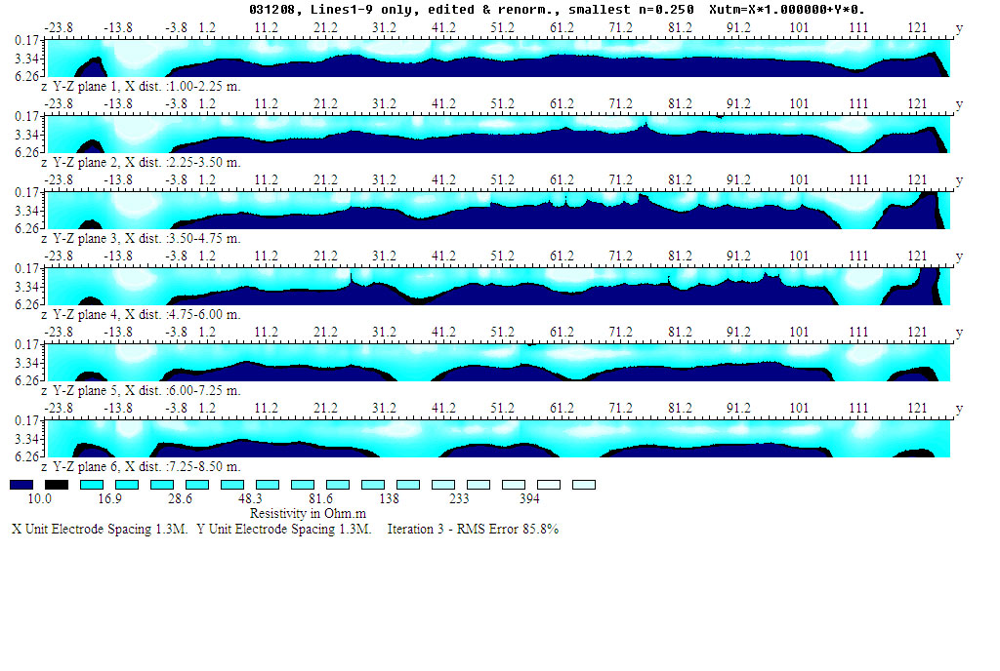 031208, Lines1-9 only, edited & renorm., smallest n=0.250 Xutm=X*1.000000+Y*0.
-23.8 -13.8 -3.8 1.2 11.2 21.2 31.2 41.2 51.2 61.2 71.2 81.2 91.2 101 111 121 y
0.17
3.34
6.26
z Y-Z plane 1, X dist. :1.00-2.25 m.
-23.8 -13.8 -3.8 1.2 11.2 21.2 31.2 41.2 51.2 61.2 71.2 81.2 91.2 101 111 121 y
0.17
3.34
6.26
z Y-Z plane 2, X dist. :2.25-3.50 m.
-23.8 -13.8 -3.8 1.2 11.2 21.2 31.2 41.2 51.2 61.2 71.2 81.2 91.2 101 111 121 y
0.17
3.34
6.26
z Y-Z plane 3, X dist. :3.50-4.75 m.
-23.8 -13.8 -3.8 1.2 11.2 21.2 31.2 41.2 51.2 61.2 71.2 81.2 91.2 101 111 121 y
0.17
3.34
6.26
z Y-Z plane 4, X dist. :4.75-6.00 m.
-23.8 -13.8 -3.8 1.2 11.2 21.2 31.2 41.2 51.2 61.2 71.2 81.2 91.2 101 111 121 y
0.17
3.34
6.26
z Y-Z plane 5, X dist. :6.00-7.25 m.
-23.8 -13.8 -3.8 1.2 11.2 21.2 31.2 41.2 51.2 61.2 71.2 81.2 91.2 101 111 121 y
0.17
3.34
6.26
z Y-Z plane 6, X dist. :7.25-8.50 m.
10.0 16.9 28.6 48.3 81.6 138 233 394
Resistivity in Ohm.m
X Unit Electrode Spacing 1.3M. Y Unit Electrode Spacing 1.3M. Iteration 3 - RMS Error 85.8%